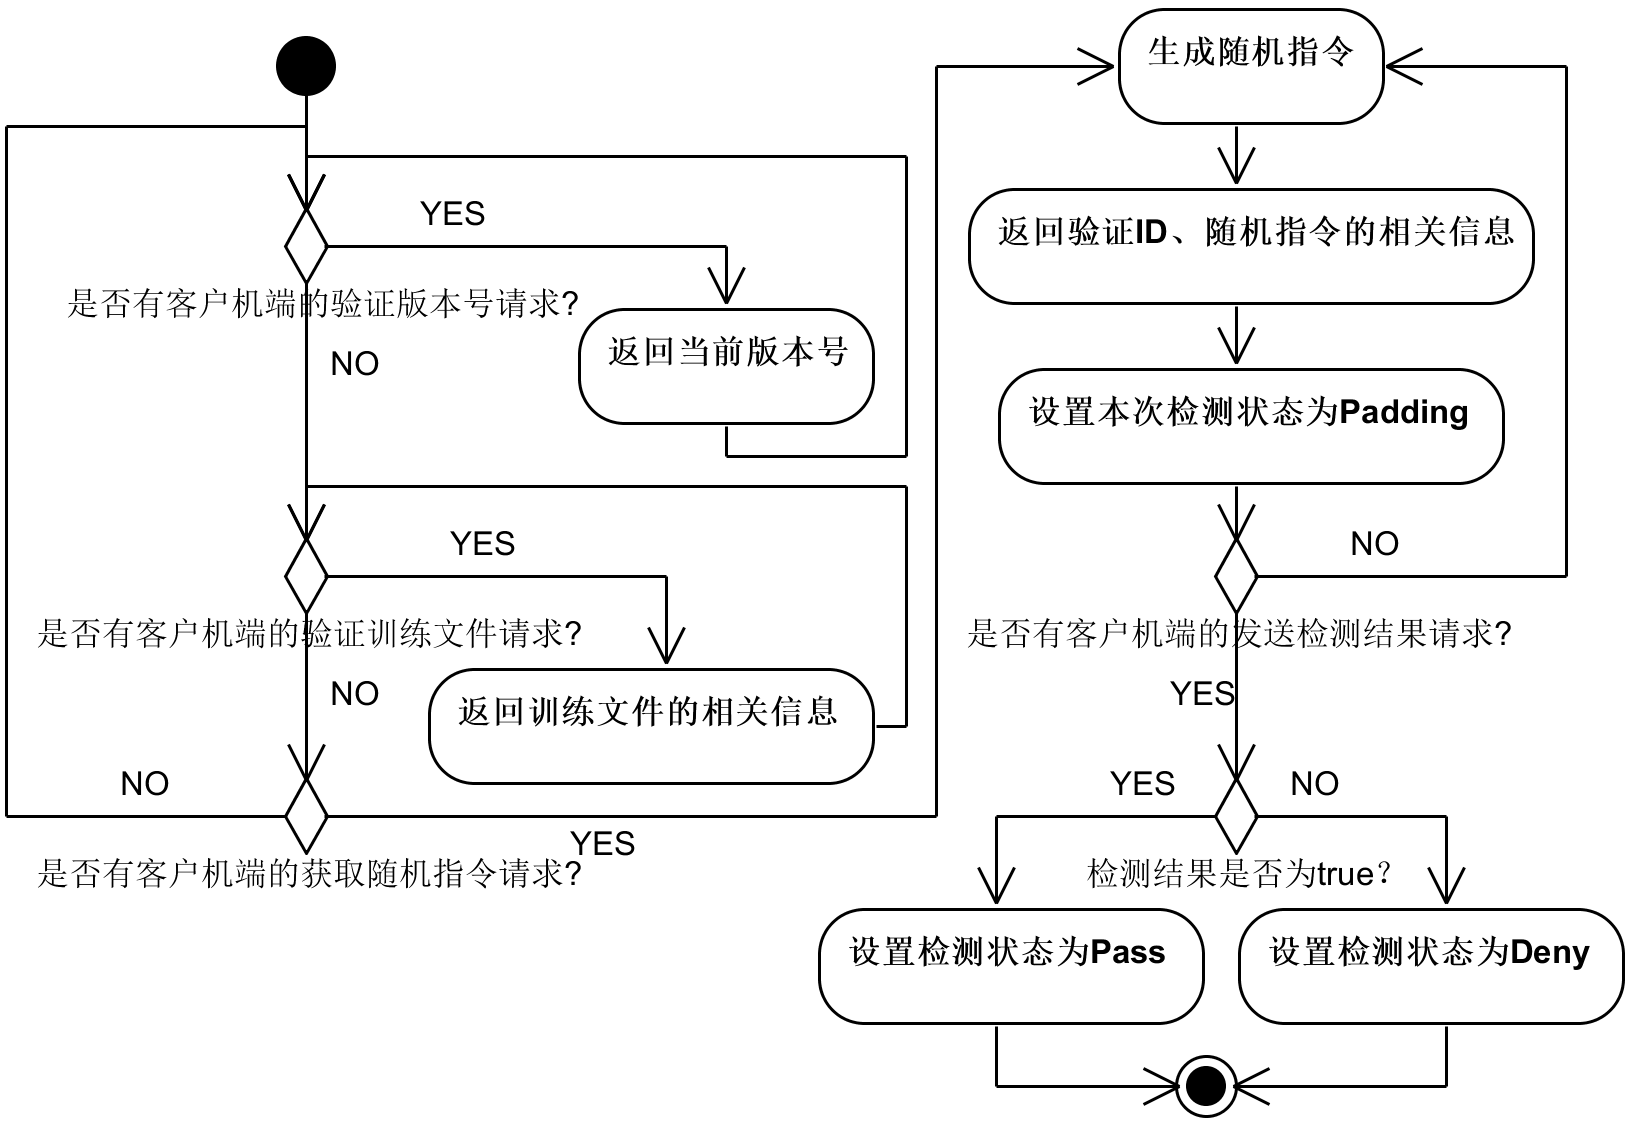 YES
是否有客户机端的验证版本号请求?
返回当前版本号
NO
YES
是否有客户机端的验证训练文件请求?
返回训练文件的相关信息
NO
NO
YES
是否有客户机端的获取随机指令请求?
生成随机指令
返回验证ID、随机指令的相关信息
设置本次检测状态为Padding
NO
是否有客户机端的发送检测结果请求?
YES
YES
NO
检测结果是否为true？
设置检测状态为Pass
设置检测状态为Deny